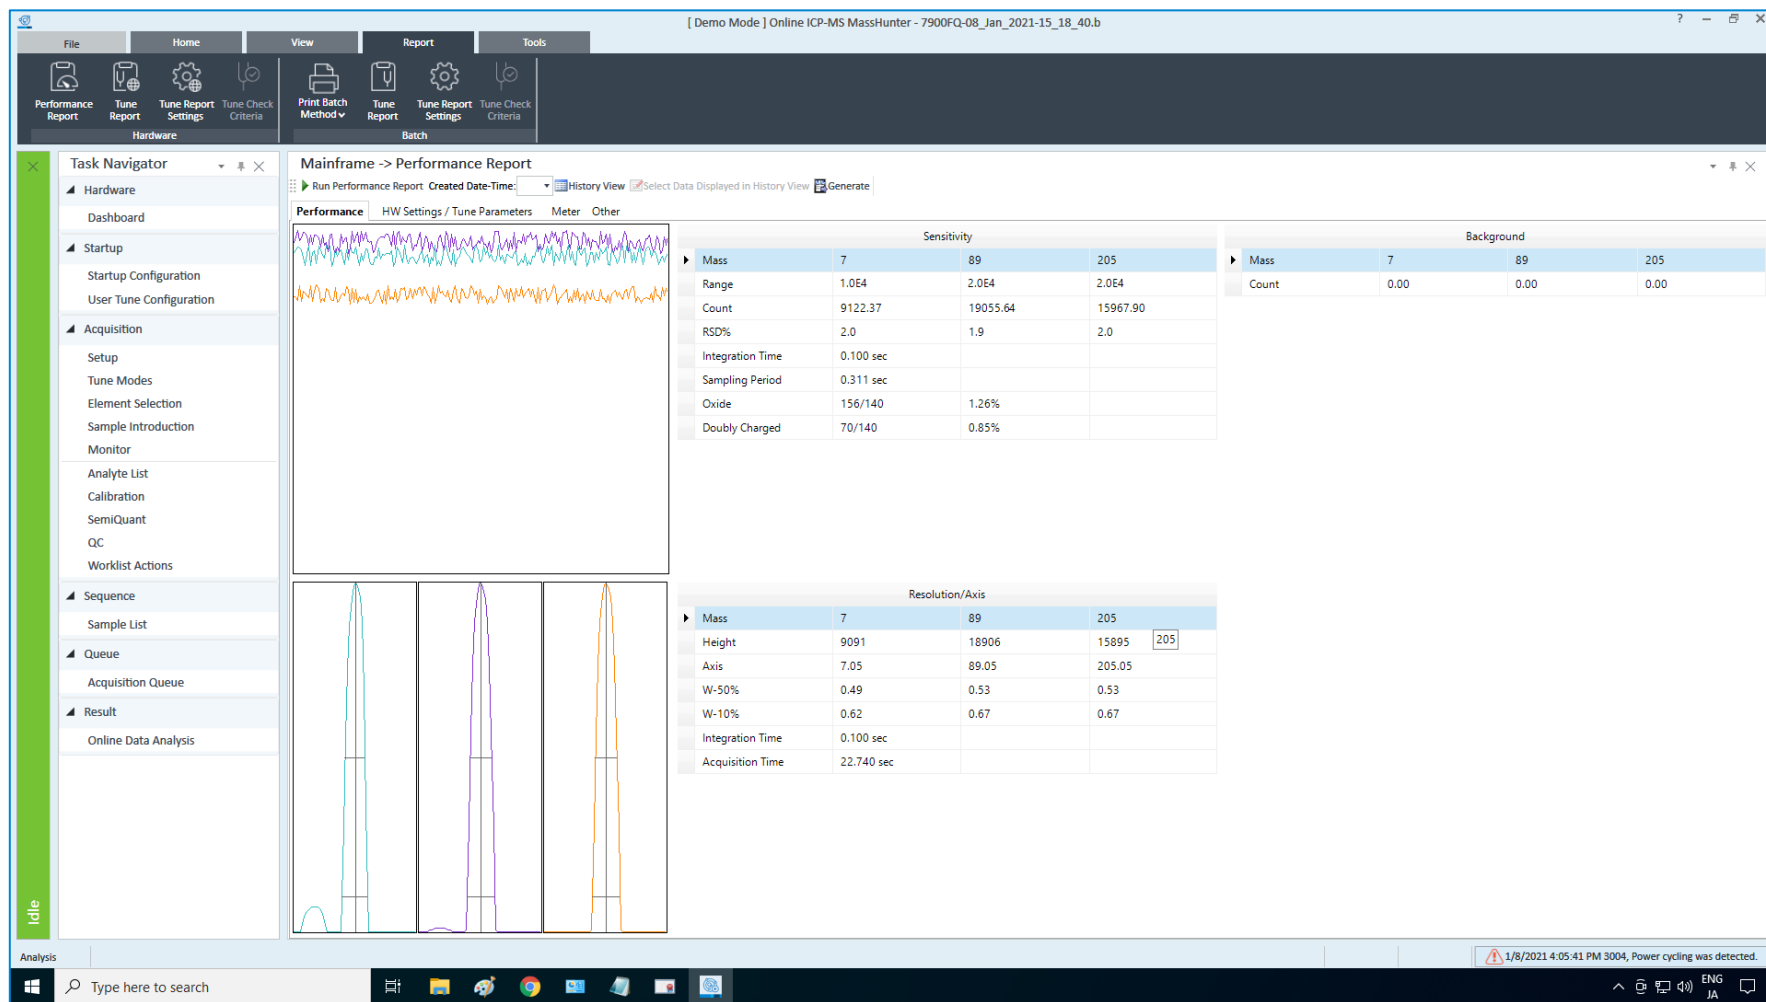 [ Demo Mode ] Online ICP-MS MassHunter - 7900FQ-08_Jan_2021-15_18_40.b
?
File Home View Report Tools
Performance Report
Tune Report
Tune Report Settings
Tune Check Criteria
Hardware
Print Batch Method
Tune Report
Tune Report Settings
Tune Check Criteria
Batch
Idle
Task Navigator
Hardware
Dashboard
Startup
Startup Configuration
User Tune Configuration
Acquisition
Setup
Tune Modes
Element Selection
Sample Introduction
Monitor
Analyte List
Calibration
SemiQuant
QC
Worklist Actions
Sequence
Sample List
Queue
Acquisition Queue
Result
Online Data Analysis
Mainframe -> Performance Report
Run Performance Report Created Date-Time: History View Select Data Displayed in History View Generate
Performance HW Settings / Tune Parameters Meter Other
Sensitivity
Mass 7 89 205
Range 1.0E4 2.0E4 2.0E4
Count 9122.37 19055.64 15967.90
RSD% 2.0 1.9 2.0
Integration Time 0.100 sec
Sampling Period 0.311 sec
Oxide 156/140 1.26%
Doubly Charged 70/140 0.85%
Background
Mass 7 89 205
Count 0.00 0.00 0.00
Resolution/Axis
Mass 7 89 205
Height 9091 18906 15895
205
Axis 7.05 89.05 205.05
W-50% 0.49 0.53 0.53
W-10% 0.62 0.67 0.67
Integration Time 0.100 sec
Acquisition Time 22.740 sec
Analysis
1/8/2021 4:05:41 PM 3004, Power cycling was detected.
Type here to search
ENG
JA